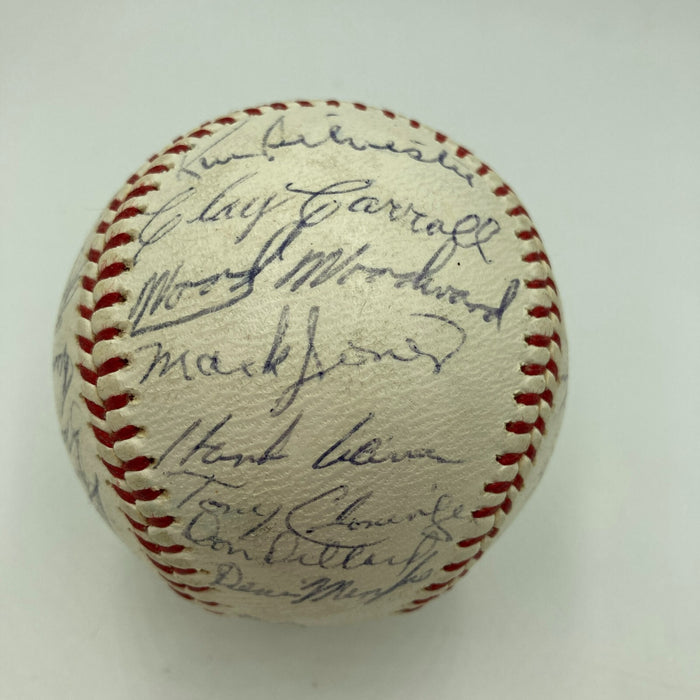 Ken Silvestri
Clay Carroll
Woody Woodward
Mack Jones
Hank Aaron
Tony Cloninger
Don Dillard
Denis Menke